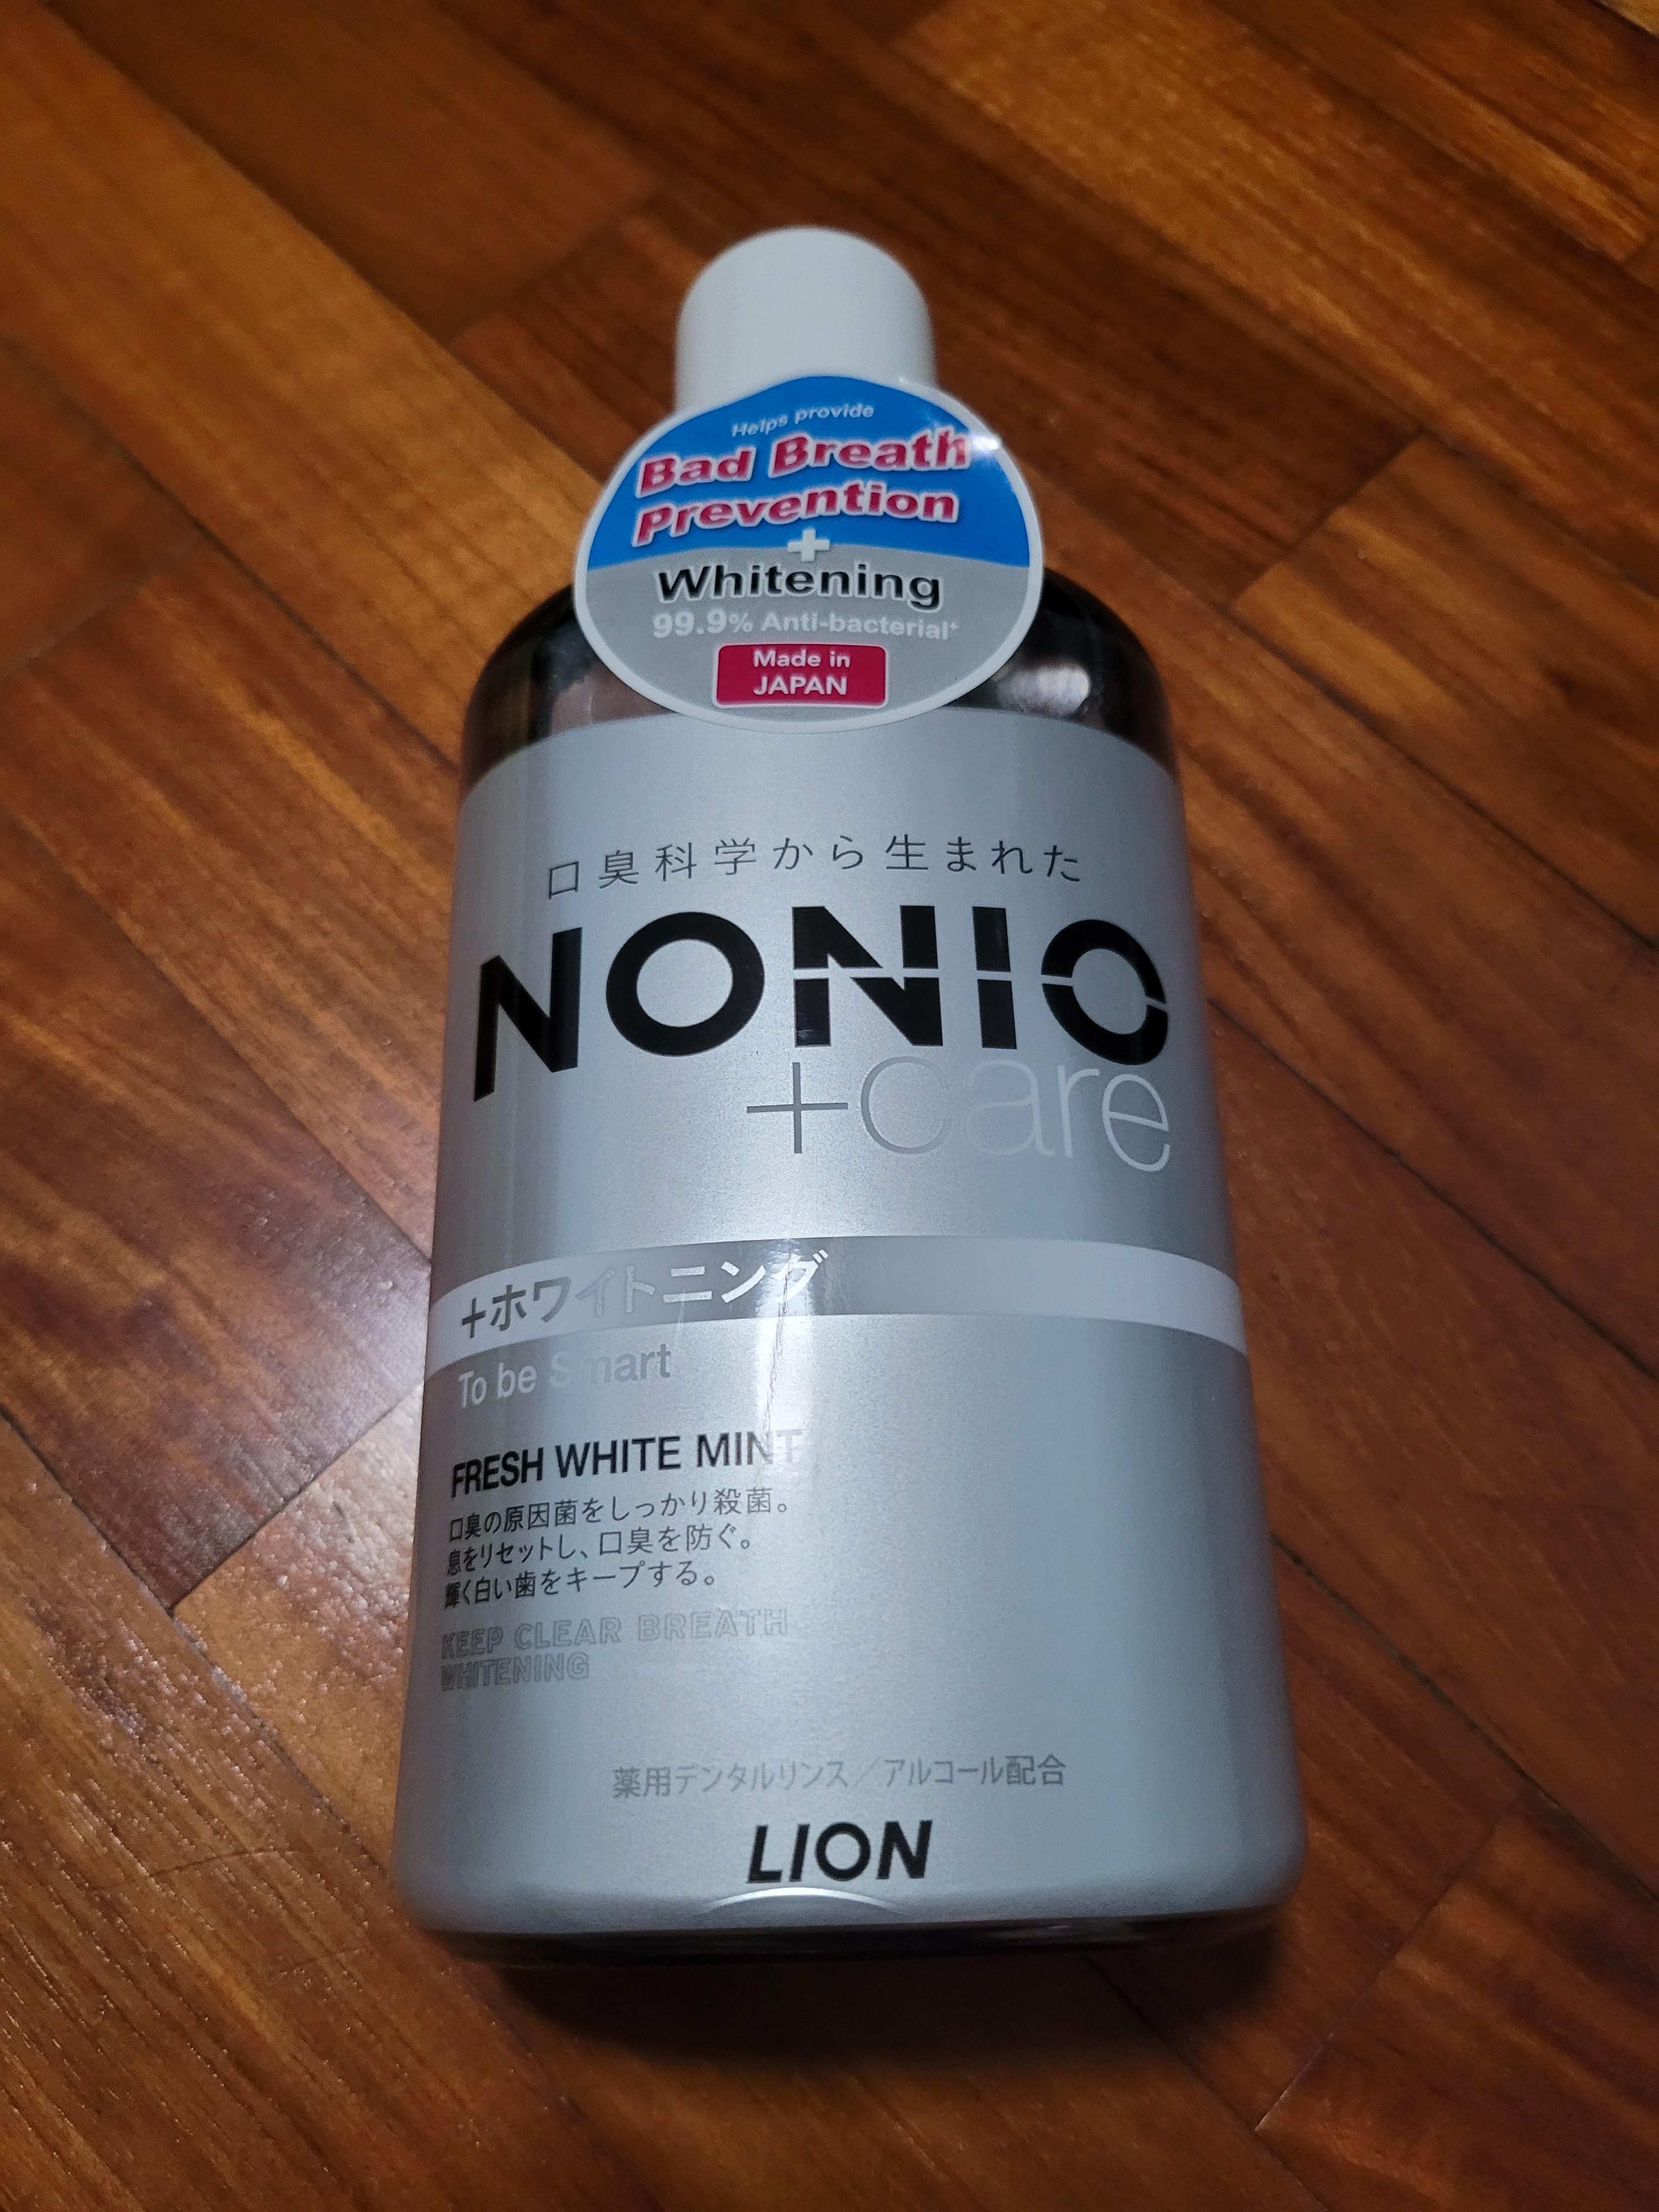 Helps provide
Bad Breath
Prevention
+
Whitening
99.9% Anti-bacterial+
Made in
JAPAN
口臭科学から生まれた
NONIO
+care
+ホワイトニング
To be Smart
FRESH WHITE MINT
口臭の原因菌をしっかり殺菌。
息をリセットし、口臭を防ぐ。
輝く白い歯をキープする。
KEEP CLEAR BREATH
WHITENING
薬用デンタルリンス／アルコール配合
LION